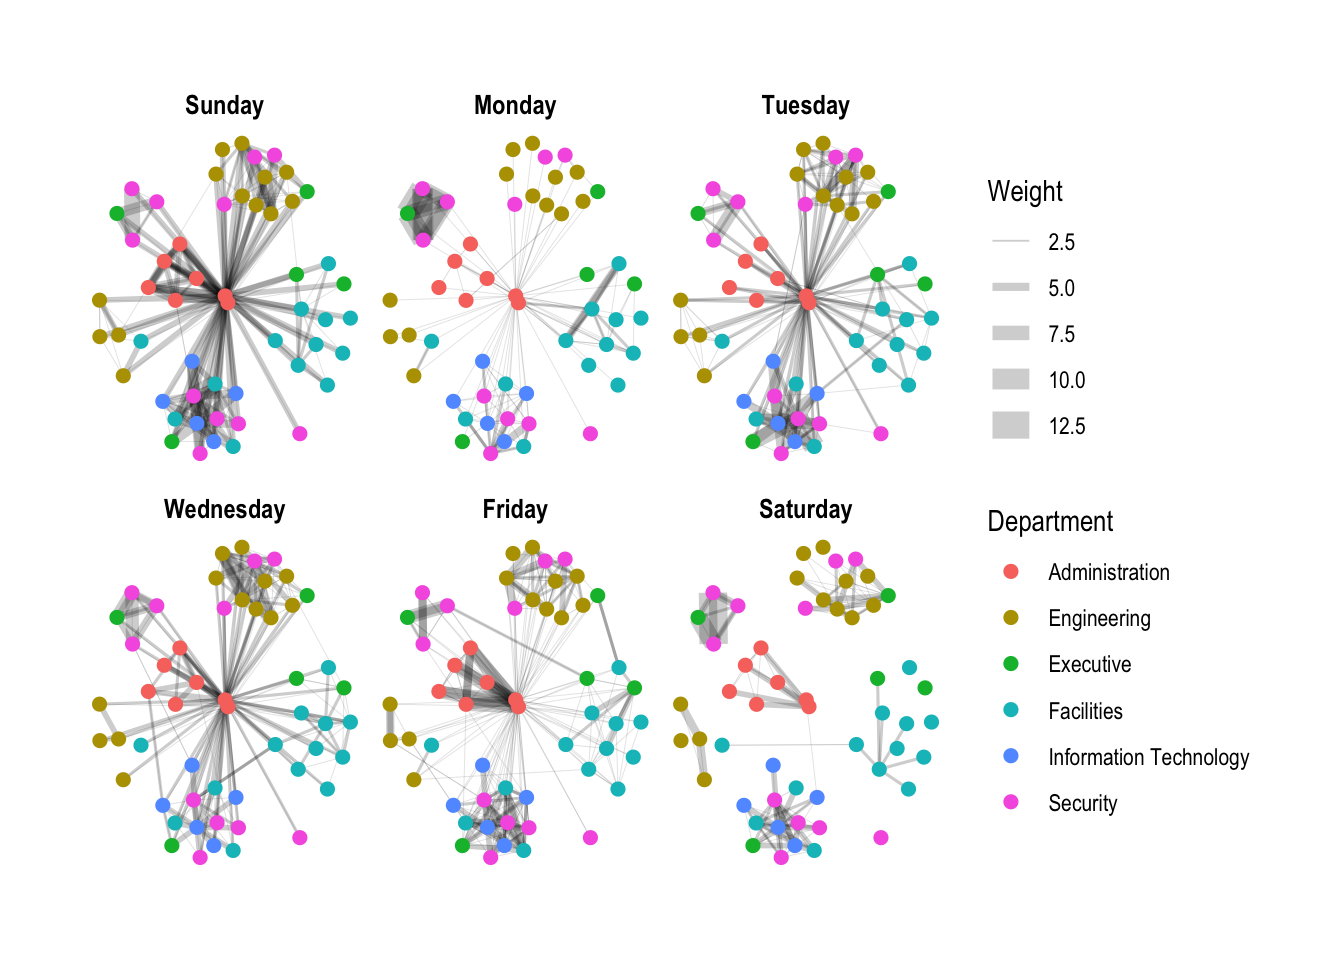 Sunday
Monday
Tuesday
Wednesday
Friday
Saturday
Weight
2.5
5.0
7.5
10.0
12.5
Department
Administration
Engineering
Executive
Facilities
Information Technology
Security